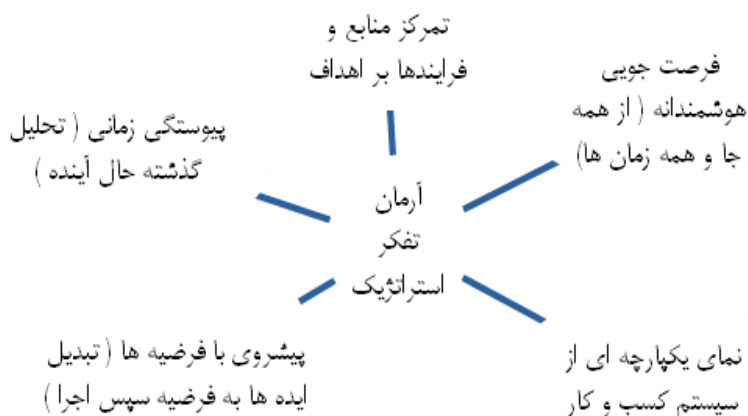 تمرکز منابع و
فرایندها بر اهداف
فرصت جویی
هوشمندانه ( از همه
جا و همه زمان ها)
پیوستگی زمانی ( تحلیل
گذشته حال آینده )
آرمان
تفکر
استراتژیک
نمای یکپارچه ای از
سیستم کسب و کار
پیشروی با فرضیه ها ( تبدیل
ایده ها به فرضیه سپس اجرا )